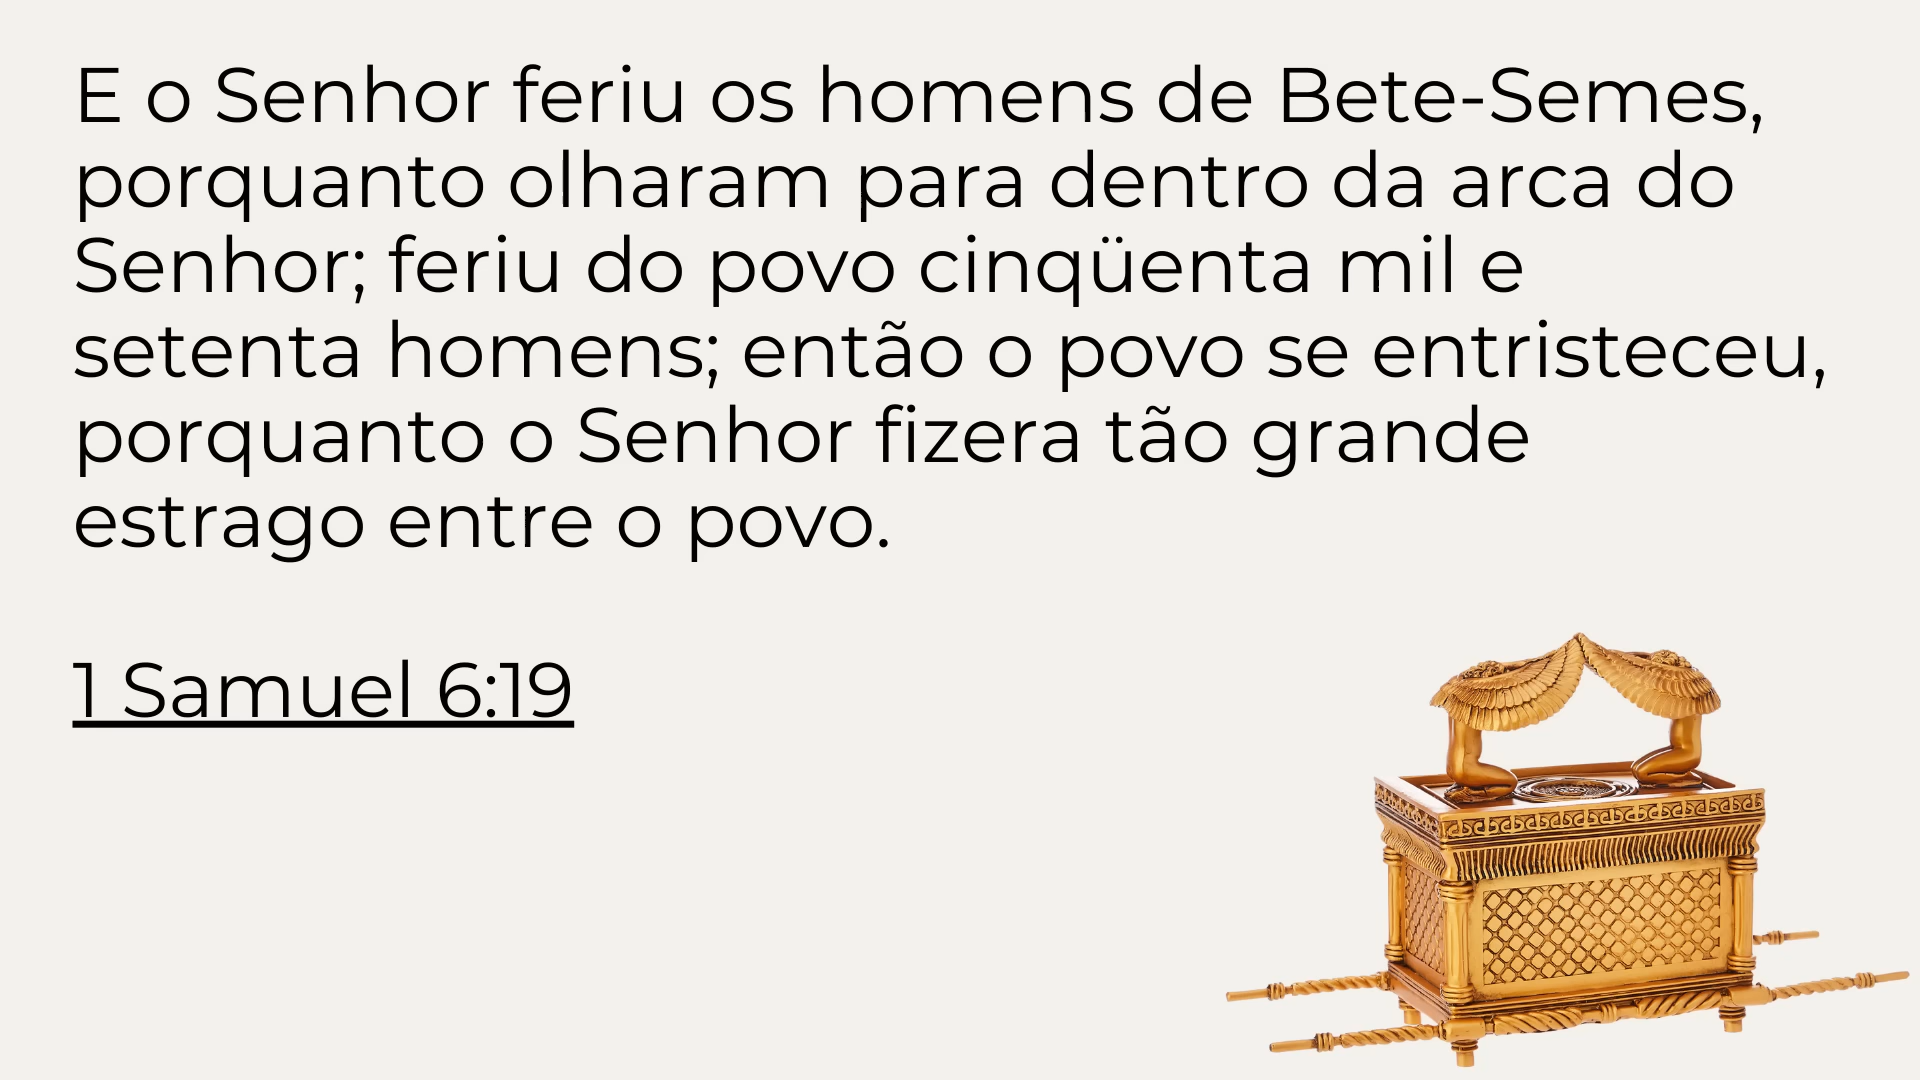 E o Senhor feriu os homens de Bete-Semes,
porquanto olharam para dentro da arca do
Senhor; feriu do povo cinqüenta mil e
setenta homens; então o povo se entristeceu,
porquanto o Senhor fizera tão grande
estrago entre o povo.
1 Samuel 6:19